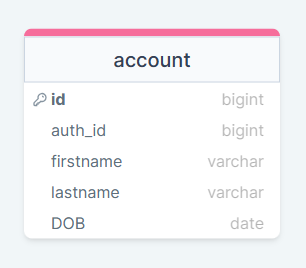 account
id bigint
auth_id bigint
firstname varchar
lastname varchar
DOB date